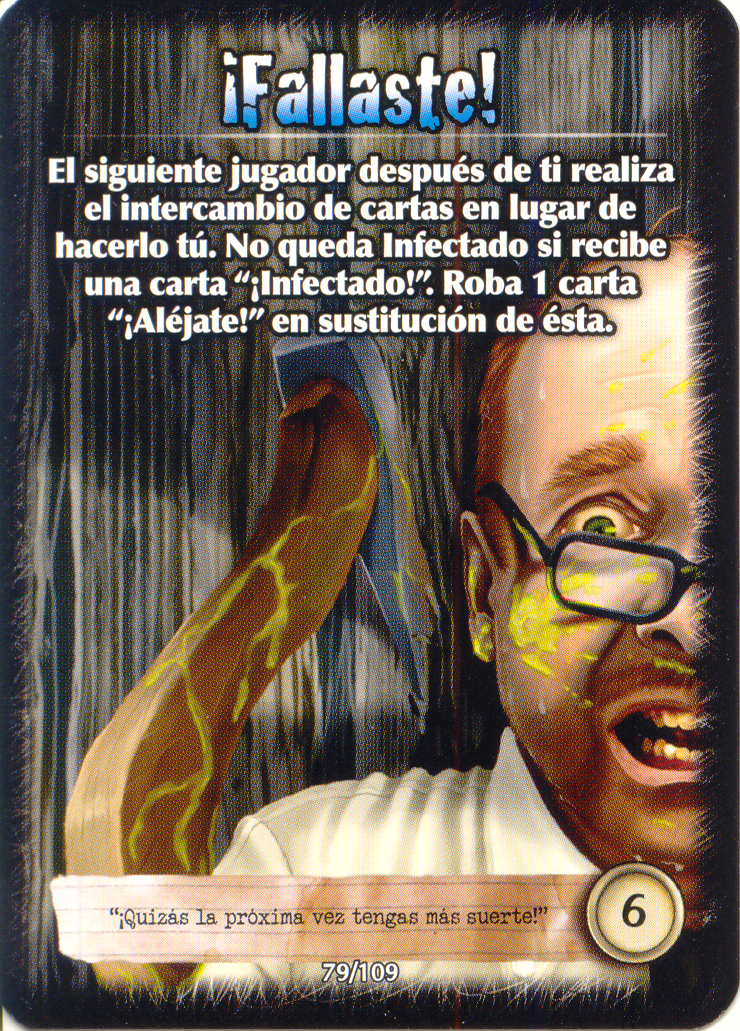 ¡Fallaste!
El siguiente jugador después de ti realiza
el intercambio de cartas en lugar de
hacerlo tú. No queda Infectado si recibe
una carta “¡Infectado!”. Roba 1 carta
“¡Aléjate!” en sustitución de ésta.
“¡Quizás la próxima vez tengas más suerte!”
6
79/109